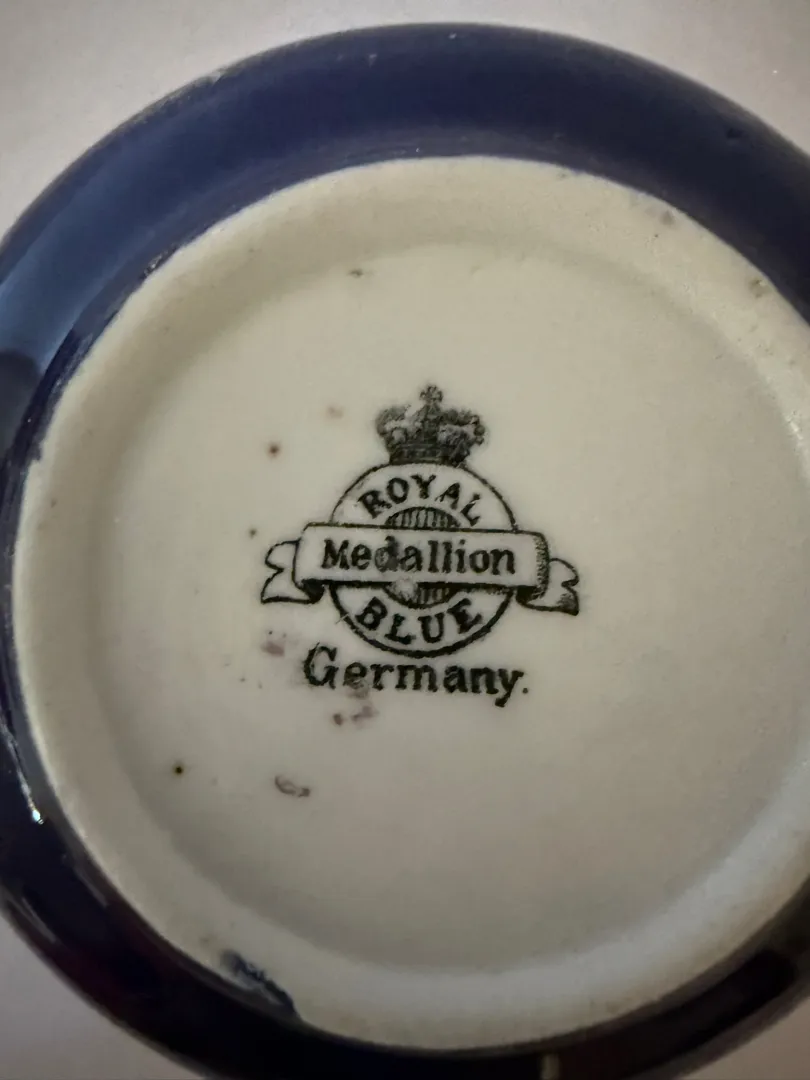 ROYAL
Medallion
BLUE
Germany.